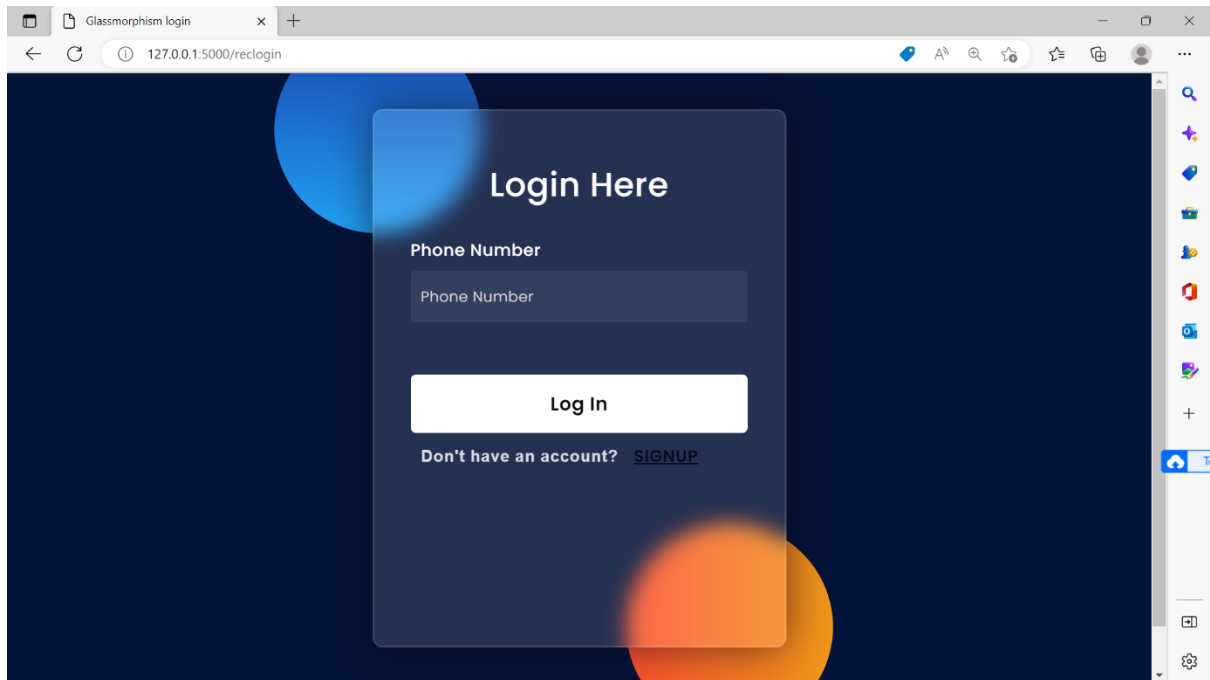 Glassmorphism login
127.0.0.1:5000/reclogin
Login Here
Phone Number
Phone Number
Log In
Don't have an account? SIGNUP